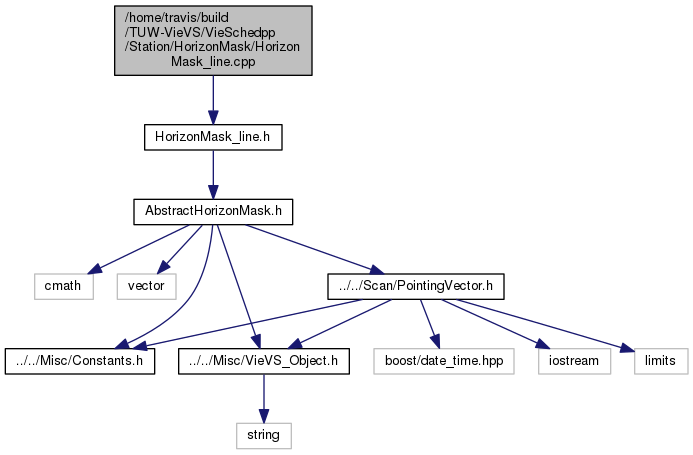 /home/travis/build
/TUW-VieVS/VieSchedpp
/Station/HorizonMask/Horizon
Mask_line.cpp
HorizonMask_line.h
AbstractHorizonMask.h
cmath
vector
../../Scan/PointingVector.h
../../Misc/Constants.h
../../Misc/VieVS_Object.h
boost/date_time.hpp
iostream
limits
string